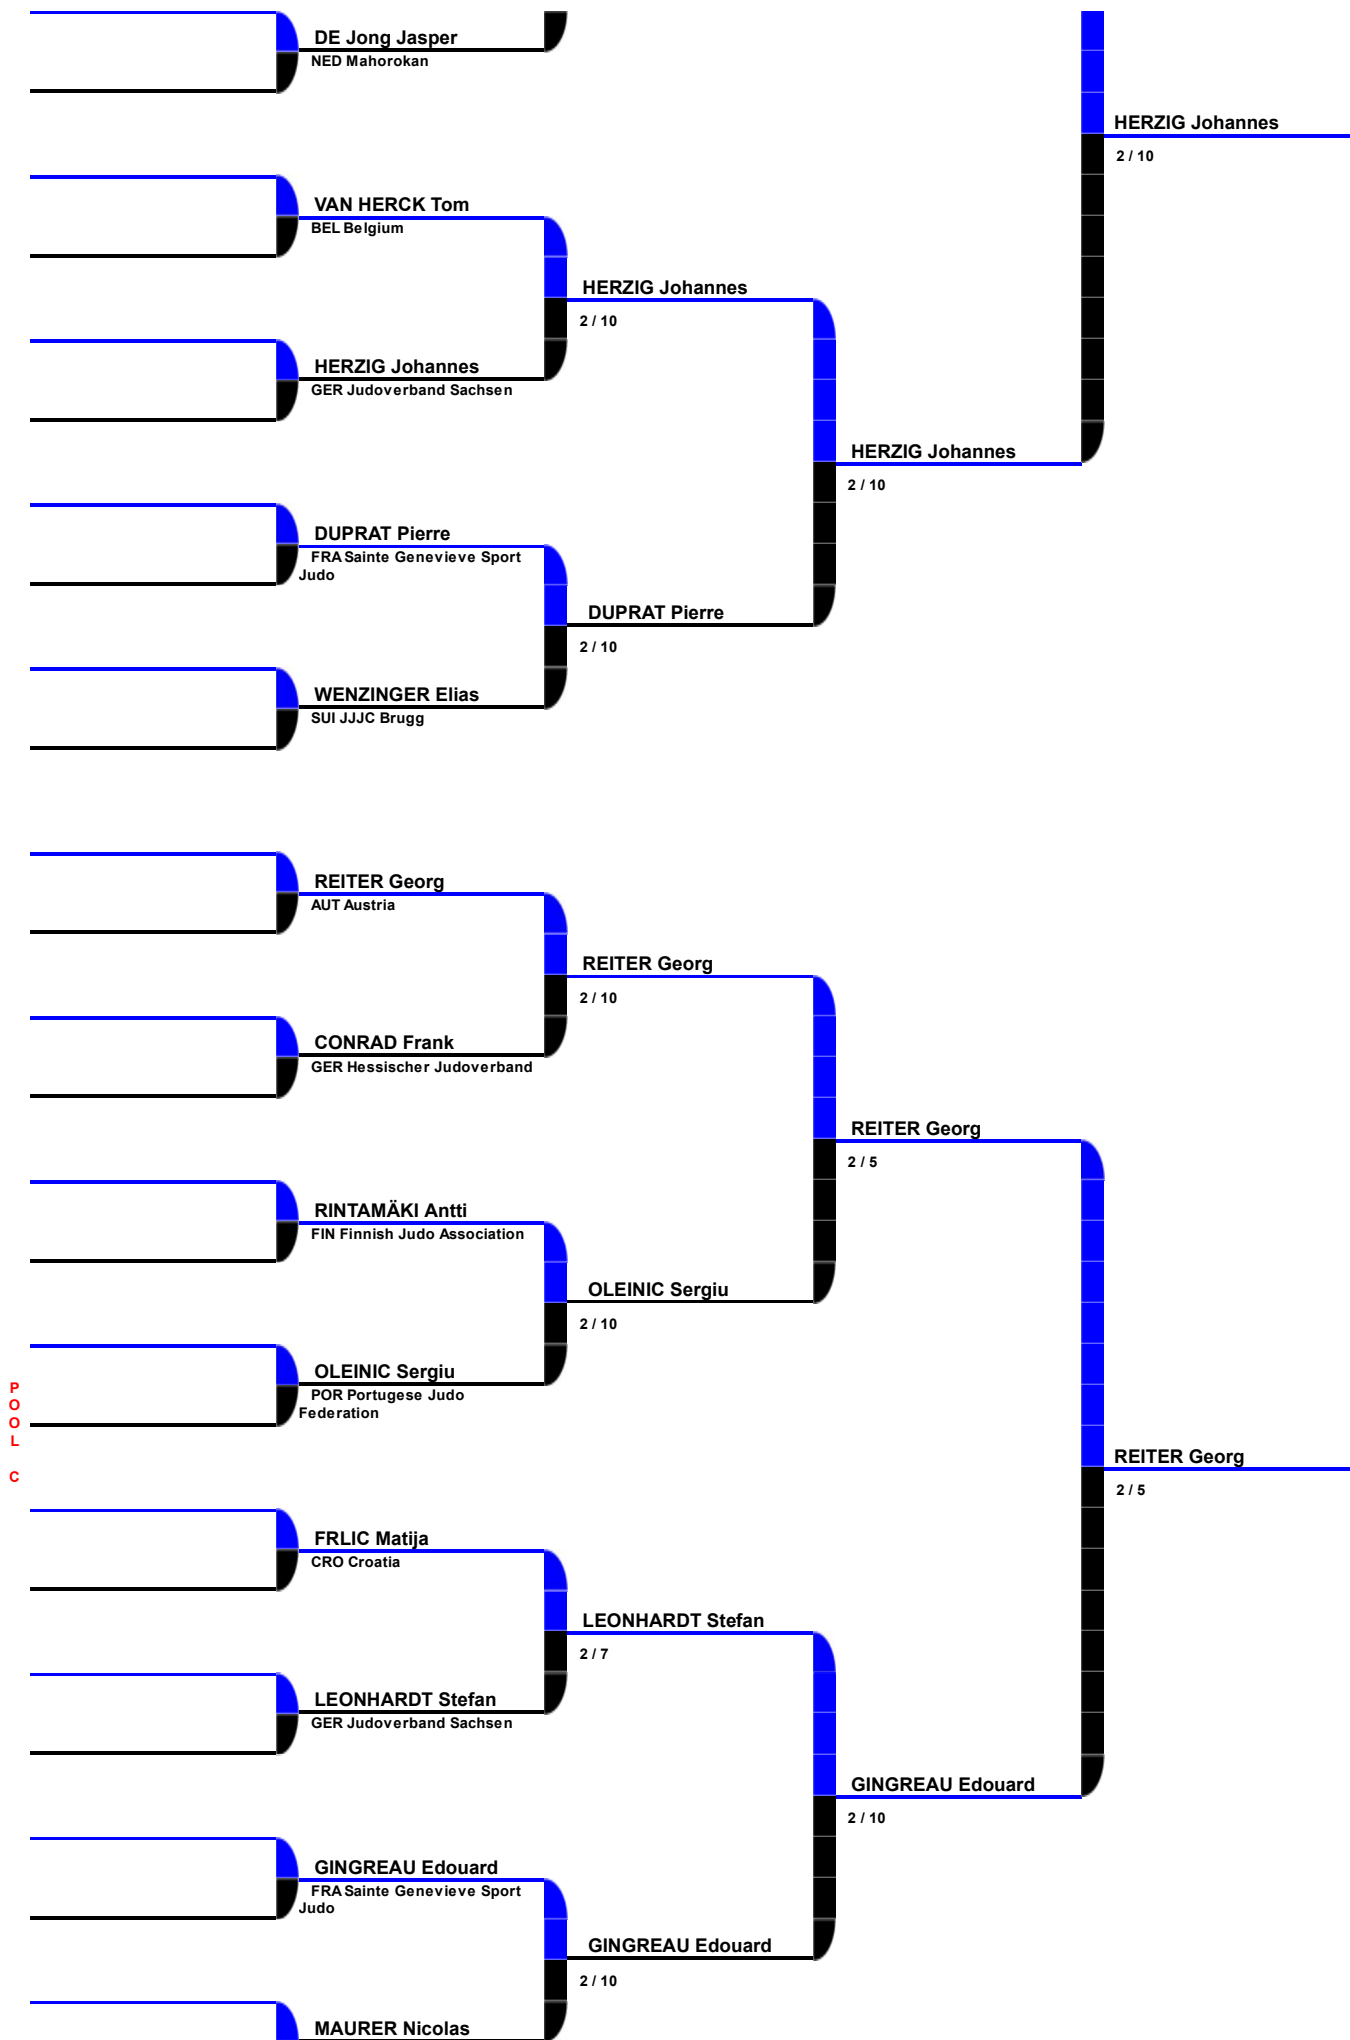 DE Jong Jasper
NED Mahorokan
HERZIG Johannes
2 / 10
VAN HERCK Tom
BEL Belgium
HERZIG Johannes
2 / 10
HERZIG Johannes
GER Judoverband Sachsen
HERZIG Johannes
2 / 10
DUPRAT Pierre
FRA Sainte Genevieve Sport
Judo
DUPRAT Pierre
2 / 10
WENZINGER Elias
SUI JJJC Brugg
REITER Georg
AUT Austria
REITER Georg
2 / 10
CONRAD Frank
GER Hessischer Judoverband
REITER Georg
2 / 5
RINTAMÄKI Antti
FIN Finnish Judo Association
OLEINIC Sergiu
2 / 10
OLEINIC Sergiu
POR Portugese Judo
Federation
P
O
O
L
C
REITER Georg
2 / 5
FRLIC Matija
CRO Croatia
LEONHARDT Stefan
2 / 7
LEONHARDT Stefan
GER Judoverband Sachsen
GINGREAU Edouard
2 / 10
GINGREAU Edouard
FRA Sainte Genevieve Sport
Judo
GINGREAU Edouard
2 / 10
MAURER Nicolas